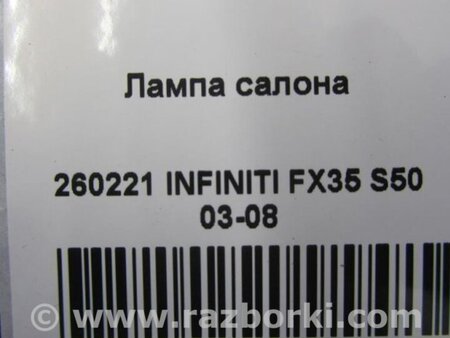 Лампа салона
260221 INFINITI FX35 S50
03-08
© www.razborki.com